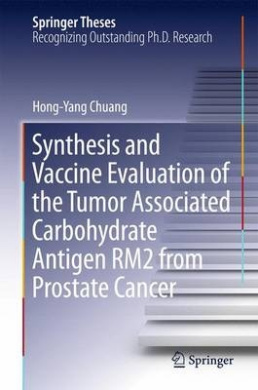 Springer Theses
Recognizing Outstanding Ph.D. Research
Hong-Yang Chuang
Synthesis and
Vaccine Evaluation of
the Tumor Associated
Carbohydrate
Antigen RM2 from
Prostate Cancer
Springer